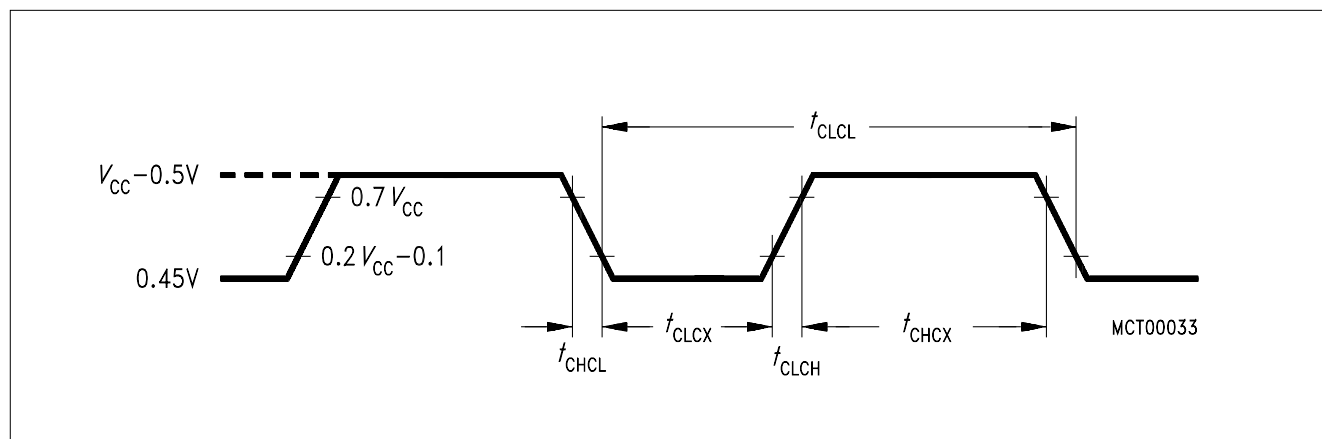 tCLCL
VCC−0.5V
0.7 VCC
0.2 VCC−0.1
0.45V
tCHCL
tCLCX
tCLCH
tCHCX
MCT00033